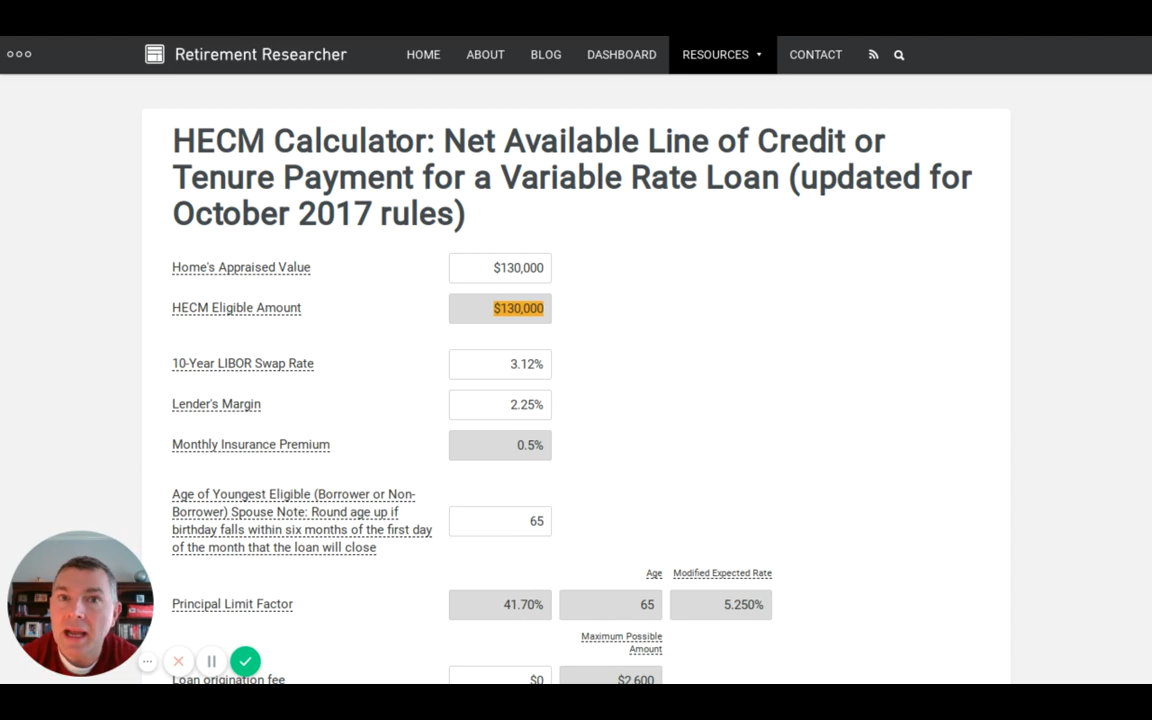 Retirement Researcher
HOME ABOUT BLOG DASHBOARD RESOURCES CONTACT
HECM Calculator: Net Available Line of Credit or
Tenure Payment for a Variable Rate Loan (updated for
October 2017 rules)
Home's Appraised Value $130,000
HECM Eligible Amount $130,000
10-Year LIBOR Swap Rate 3.12%
Lender's Margin 2.25%
Monthly Insurance Premium 0.5%
Age of Youngest Eligible (Borrower or Non-
Borrower) Spouse Note: Round age up if
birthday falls within six months of the first day
of the month that the loan will close
65
Age Modified Expected Rate
Principal Limit Factor 41.70% 65 5.250%
Maximum Possible
Amount
Loan origination fee $0 $2,600